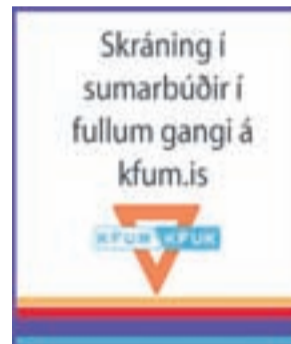 Skráning í
sumarbúðir í
fullum gangi á
kfum.is
KFUM KFUK